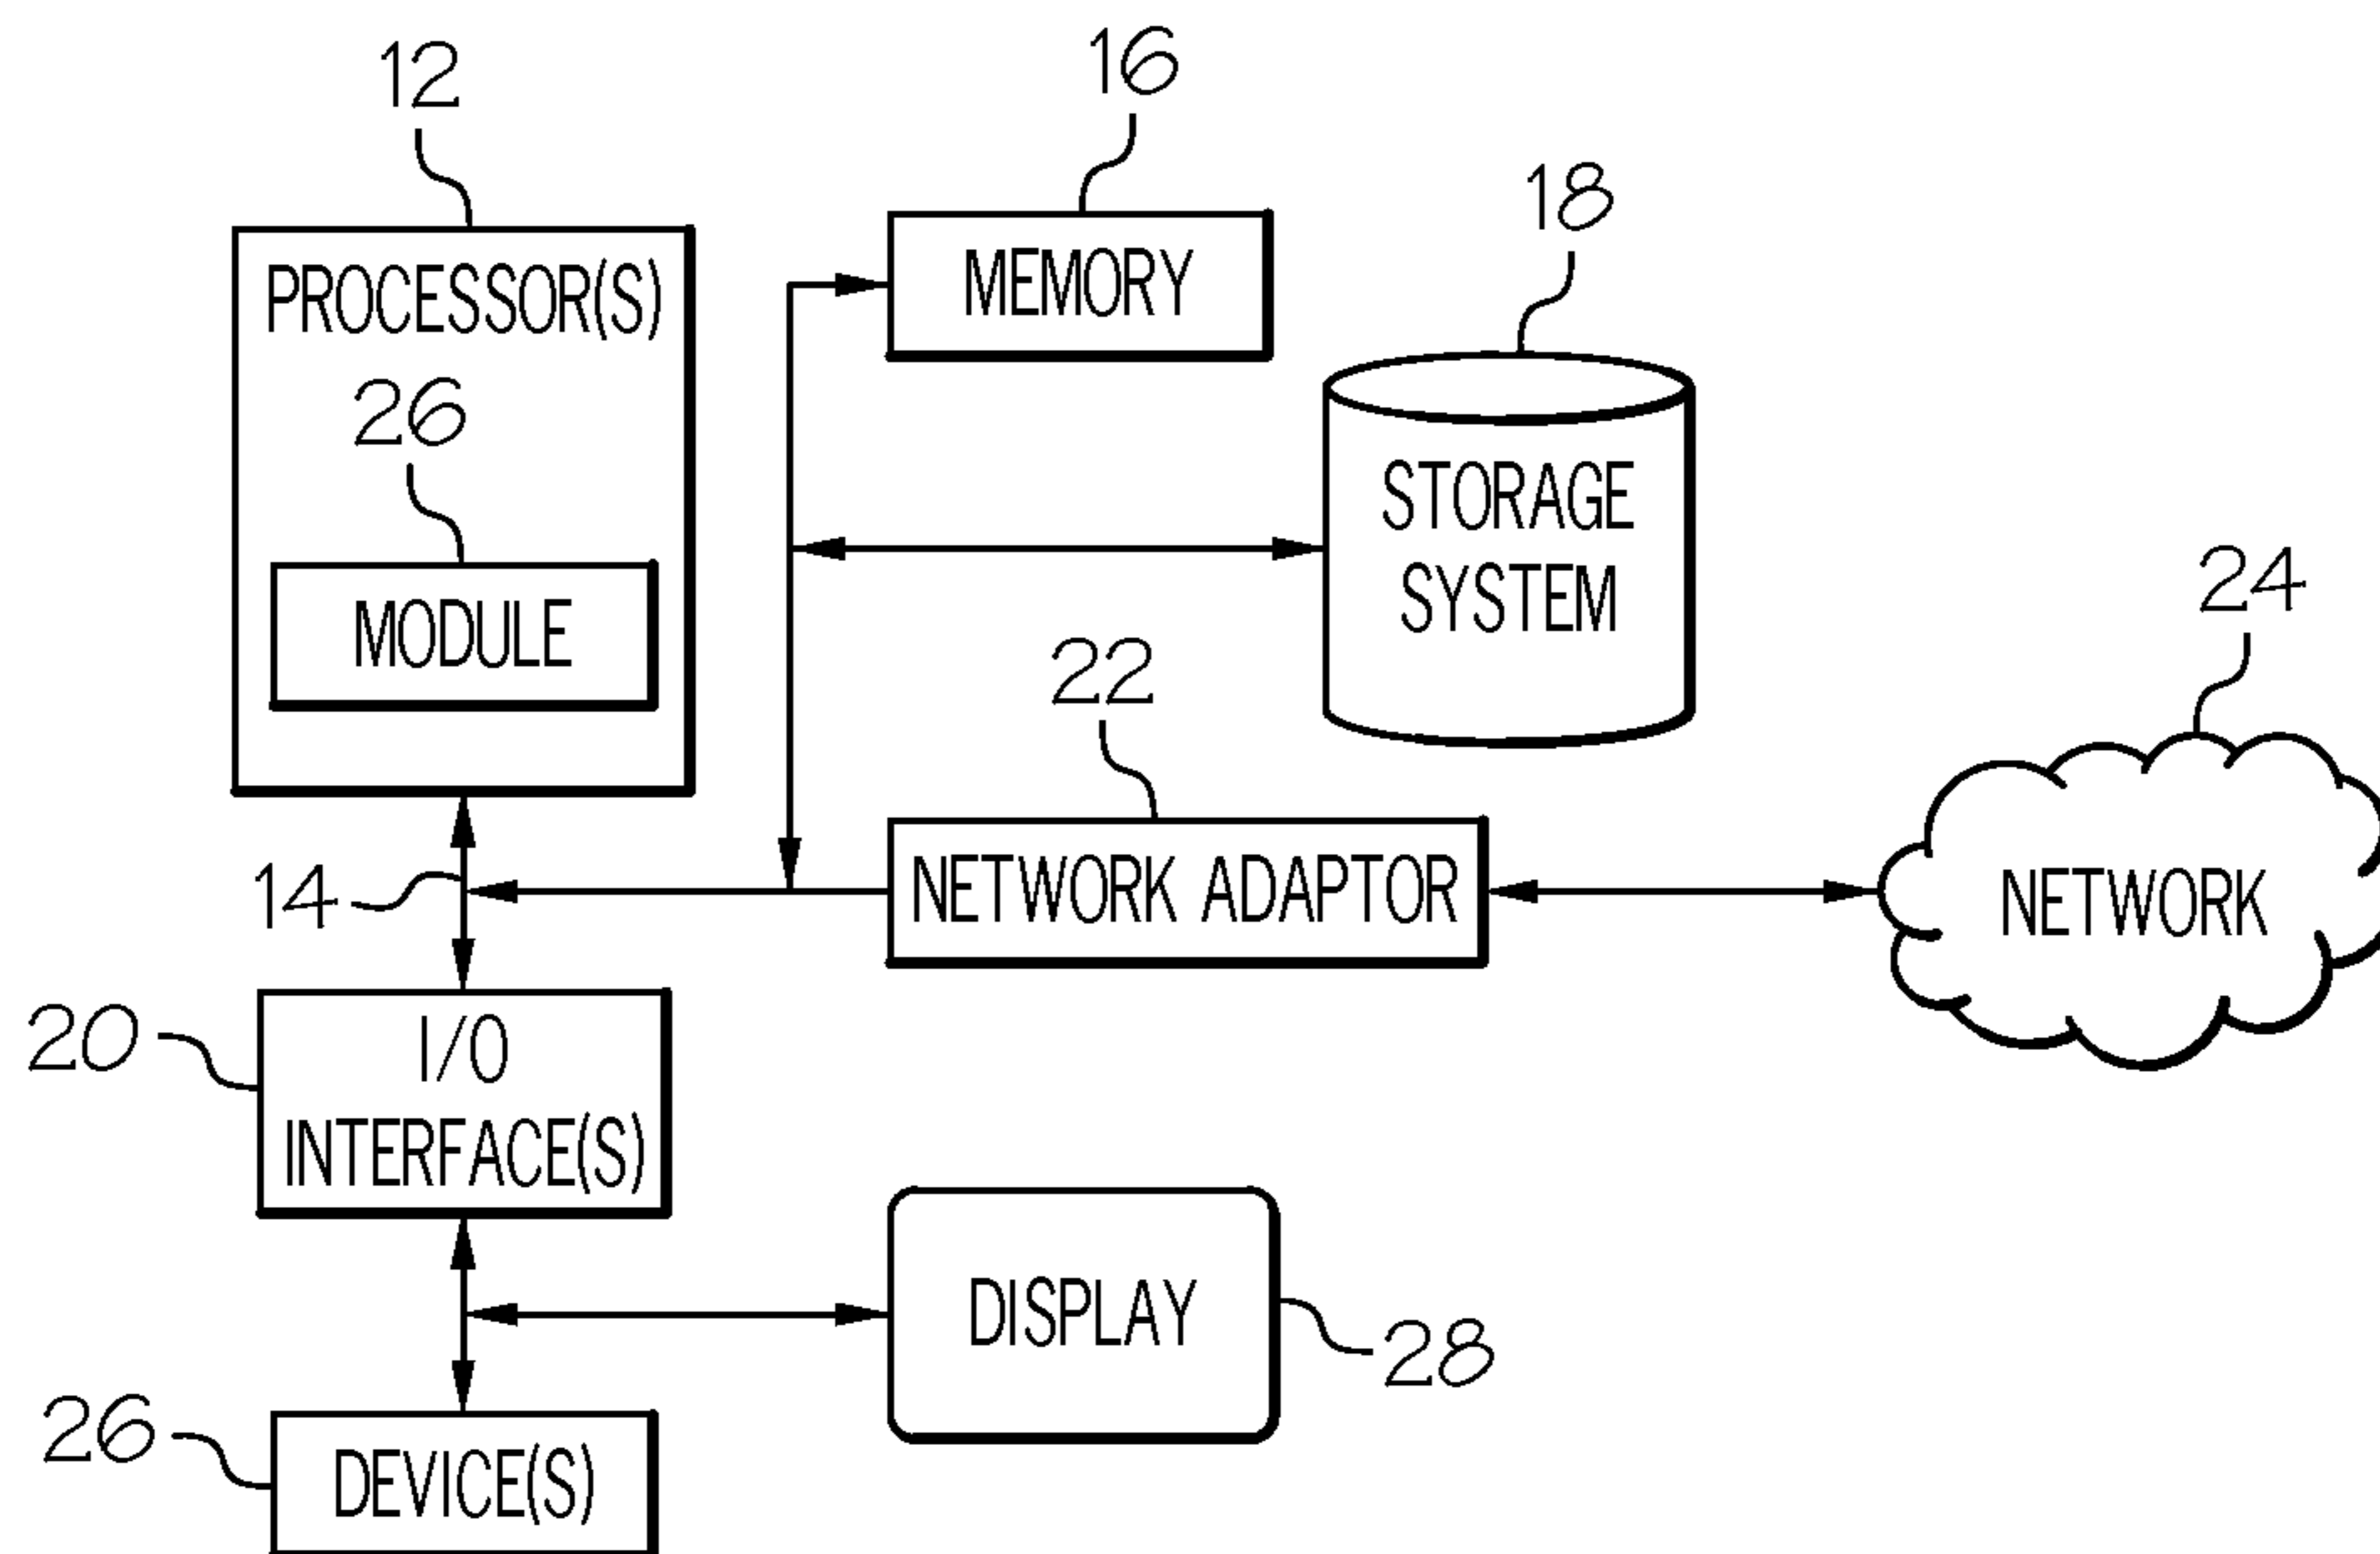 12
16
18
PROCESSOR(S)
MEMORY
26
STORAGE
SYSTEM
MODULE
24
22
14
NETWORK ADAPTOR
NETWORK
20
I/O
INTERFACE(S)
DISPLAY
28
26
DEVICE(S)